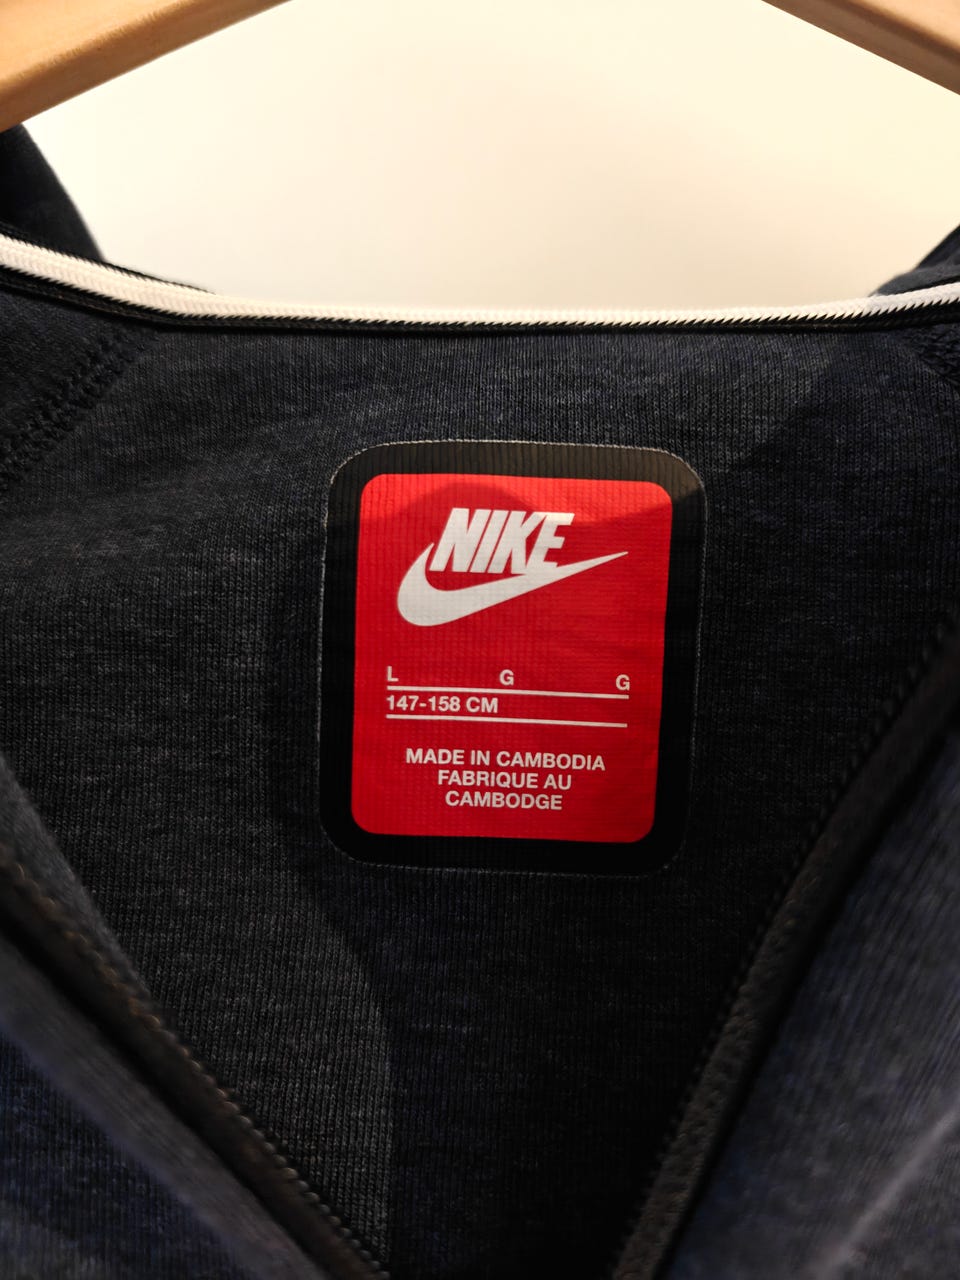 NIKE
L G G
147-158 CM
MADE IN CAMBODIA
FABRIQUE AU
CAMBODGE